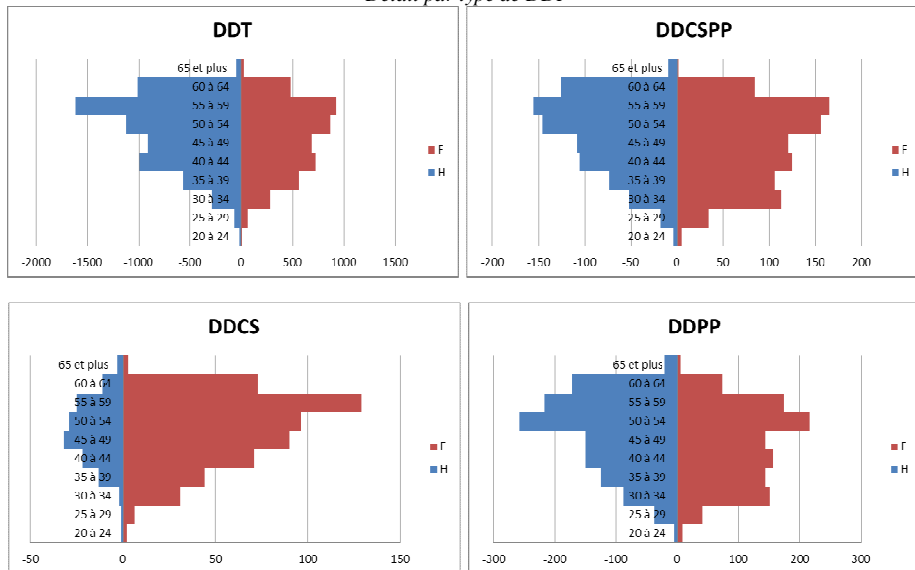 Détail par type de DDI
DDT
65 et plus
60 à 64
55 à 59
50 à 54
45 à 49
40 à 44
35 à 39
30 à 34
25 à 29
20 à 24
F
H
-2000 -1500 -1000 -500 0 500 1000 1500 2000
DDCSPP
65 et plus
60 à 64
55 à 59
50 à 54
45 à 49
40 à 44
35 à 39
30 à 34
25 à 29
20 à 24
F
H
-200 -150 -100 -50 0 50 100 150 200
DDCS
65 et plus
60 à 64
55 à 59
50 à 54
45 à 49
40 à 44
35 à 39
30 à 34
25 à 29
20 à 24
F
H
-50 0 50 100 150
DDPP
65 et plus
60 à 64
55 à 59
50 à 54
45 à 49
40 à 44
35 à 39
30 à 34
25 à 29
20 à 24
F
H
-300 -200 -100 0 100 200 300